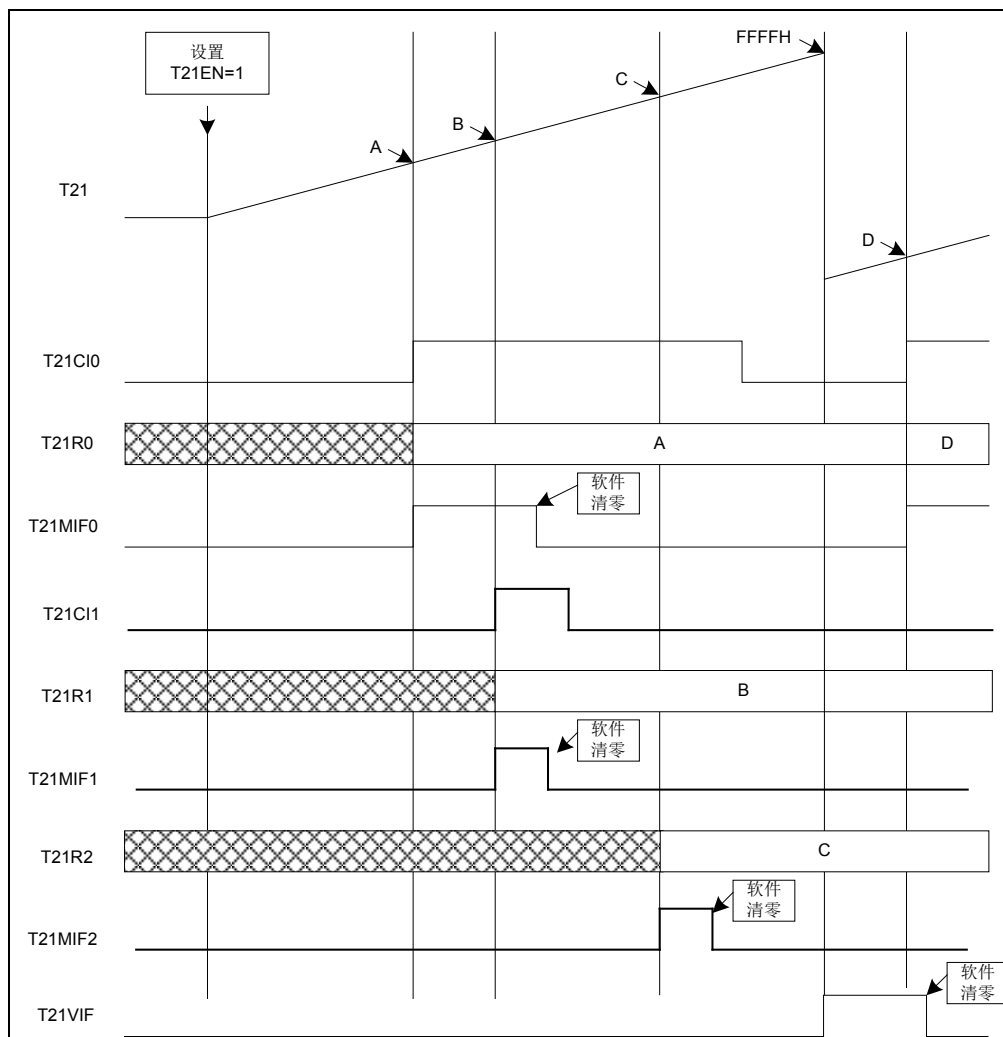 设置
T21EN=1
FFFFH
C
B
A
T21
D
T21CI0
T21R0
A
D
软件
清零
T21MIF0
T21CI1
T21R1
B
软件
清零
T21MIF1
T21R2
C
软件
清零
T21MIF2
软件
清零
T21VIF